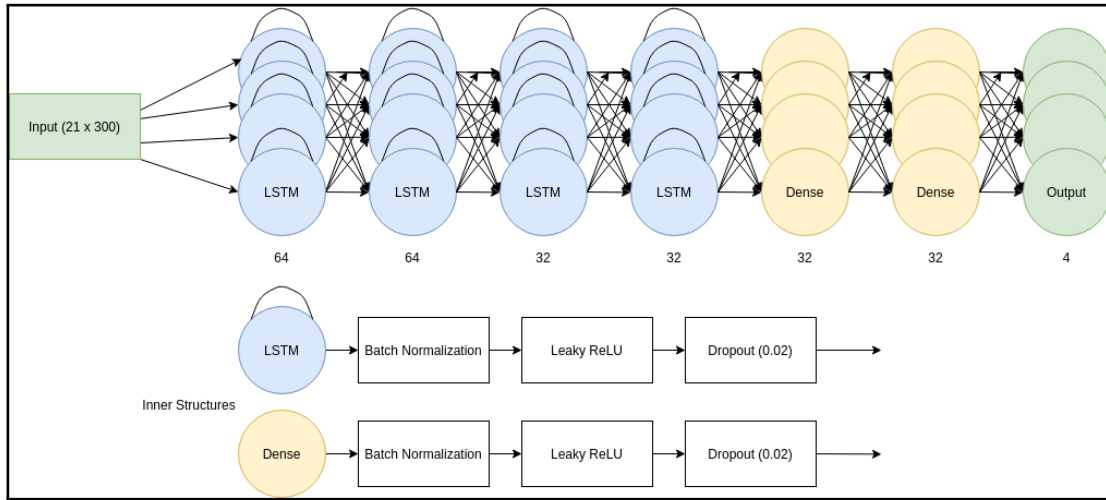 Input (21 x 300)
LSTM
LSTM
LSTM
LSTM
Dense
Dense
Output
64
64
32
32
32
32
4
LSTM
Batch Normalization
Leaky ReLU
Dropout (0.02)
Inner Structures
Dense
Batch Normalization
Leaky ReLU
Dropout (0.02)